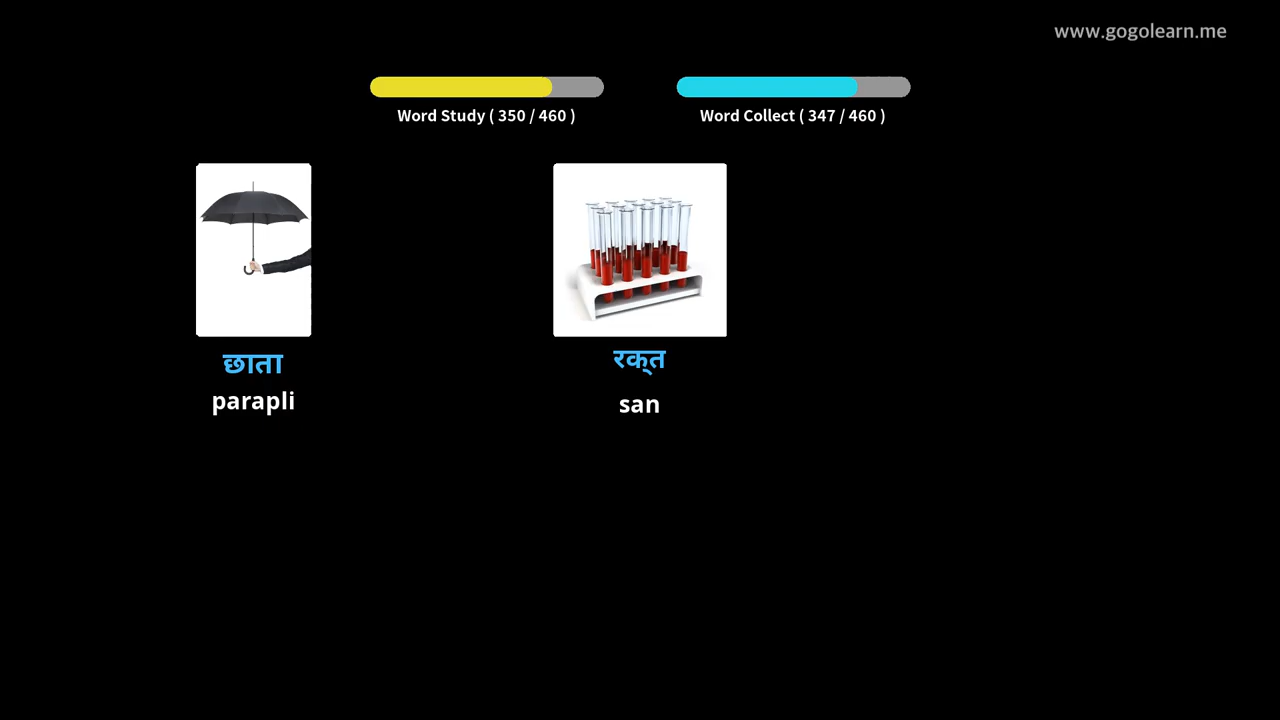 www.gogolearn.me
Word Study ( 350 / 460 )
Word Collect ( 347 / 460 )
छाता
parapli
रक्त
san